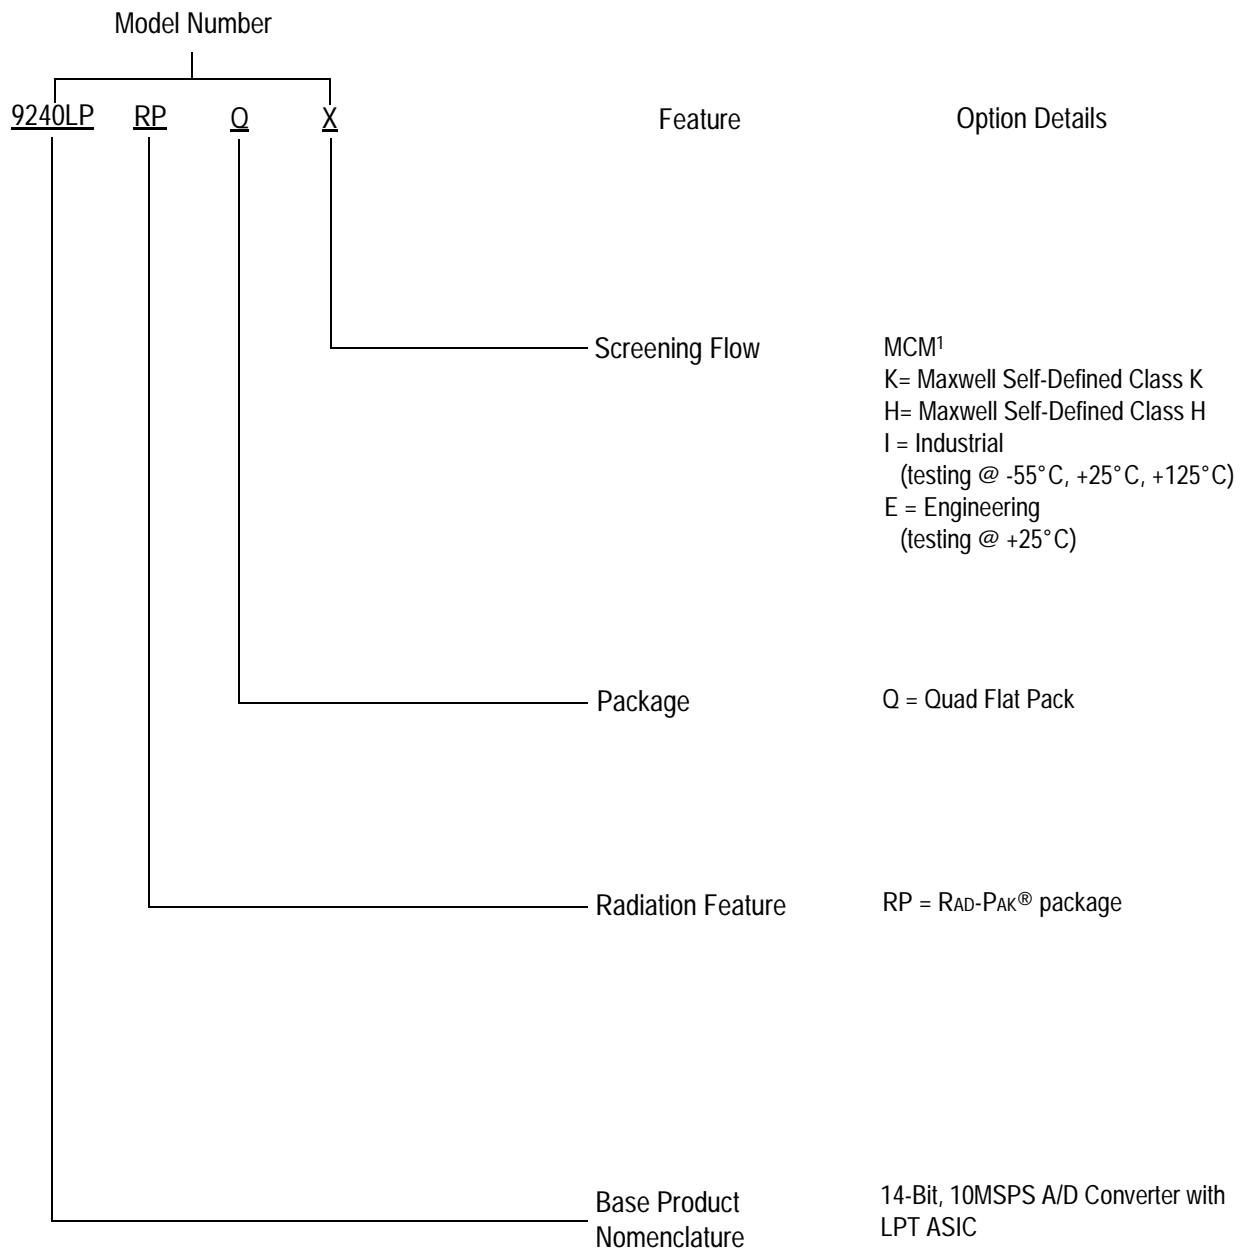 Model Number
9240LP RP Q X Feature Option Details
Screening Flow MCM¹
K= Maxwell Self-Defined Class K
H= Maxwell Self-Defined Class H
I = Industrial
(testing @ -55°C, +25°C, +125°C)
E = Engineering
(testing @ +25°C)
Package Q = Quad Flat Pack
Radiation Feature RP = RAD-PAK® package
Base Product
Nomenclature
14-Bit, 10MSPS A/D Converter with
LPT ASIC